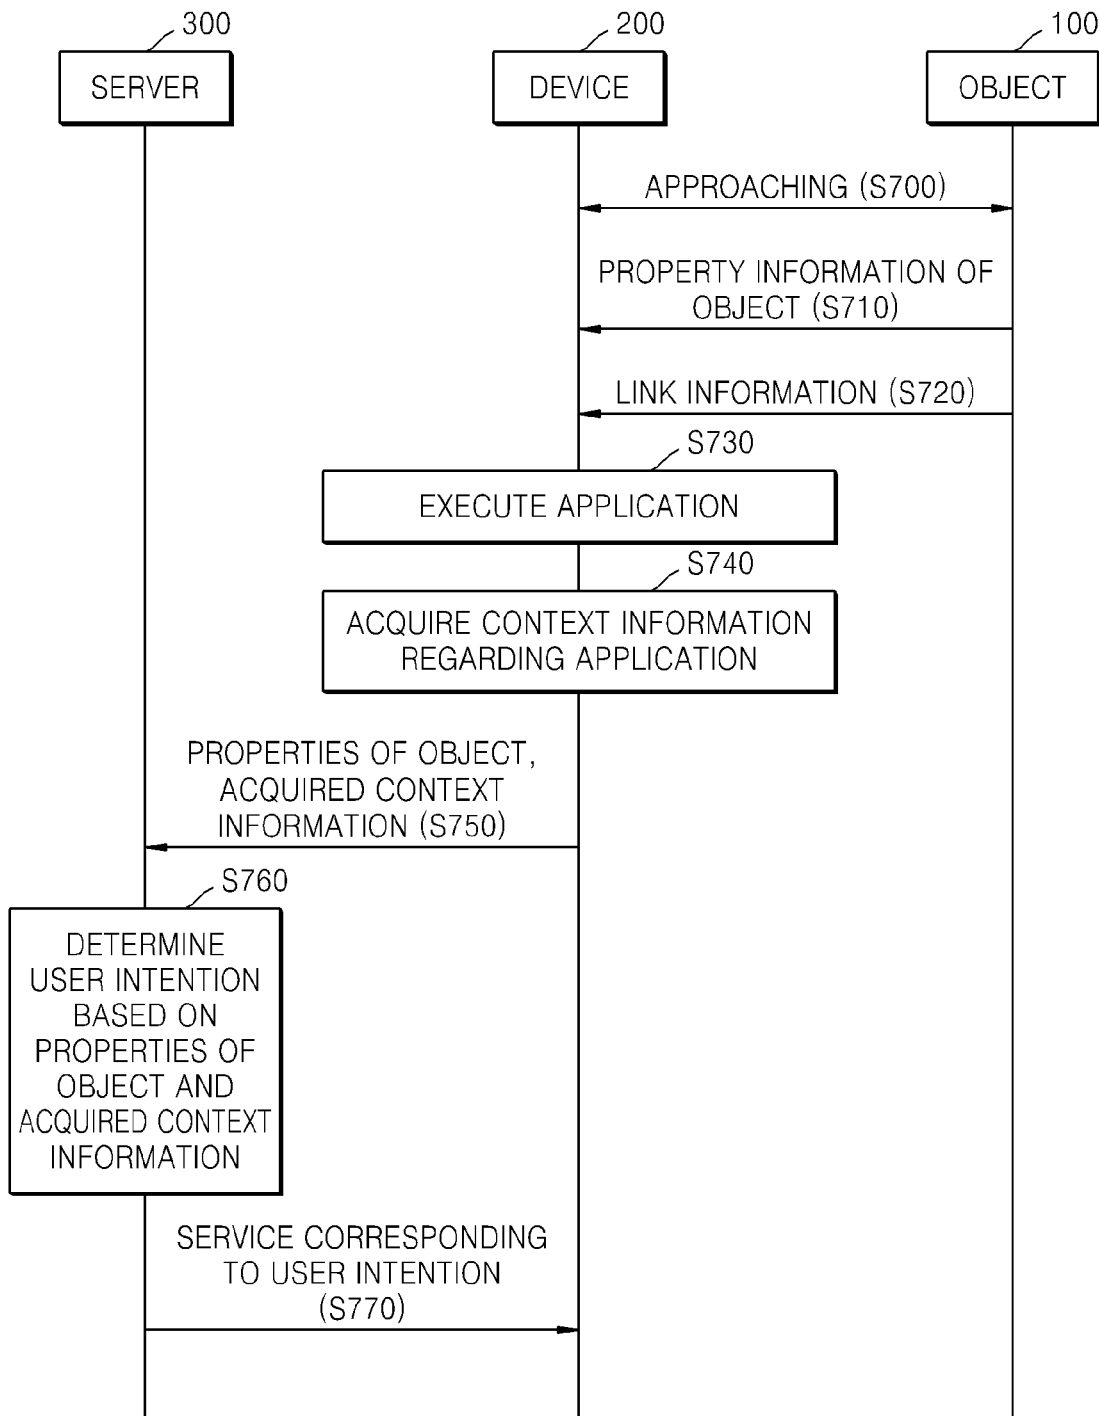 300
200
100
SERVER
DEVICE
OBJECT
APPROACHING (S700)
PROPERTY INFORMATION OF
OBJECT (S710)
LINK INFORMATION (S720)
S730
EXECUTE APPLICATION
S740
ACQUIRE CONTEXT INFORMATION
REGARDING APPLICATION
PROPERTIES OF OBJECT,
ACQUIRED CONTEXT
INFORMATION (S750)
S760
DETERMINE
USER INTENTION
BASED ON
PROPERTIES OF
OBJECT AND
ACQUIRED CONTEXT
INFORMATION
SERVICE CORRESPONDING
TO USER INTENTION
(S770)